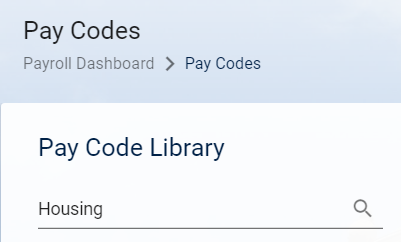 Pay Codes
Payroll Dashboard > Pay Codes
Pay Code Library
Housing